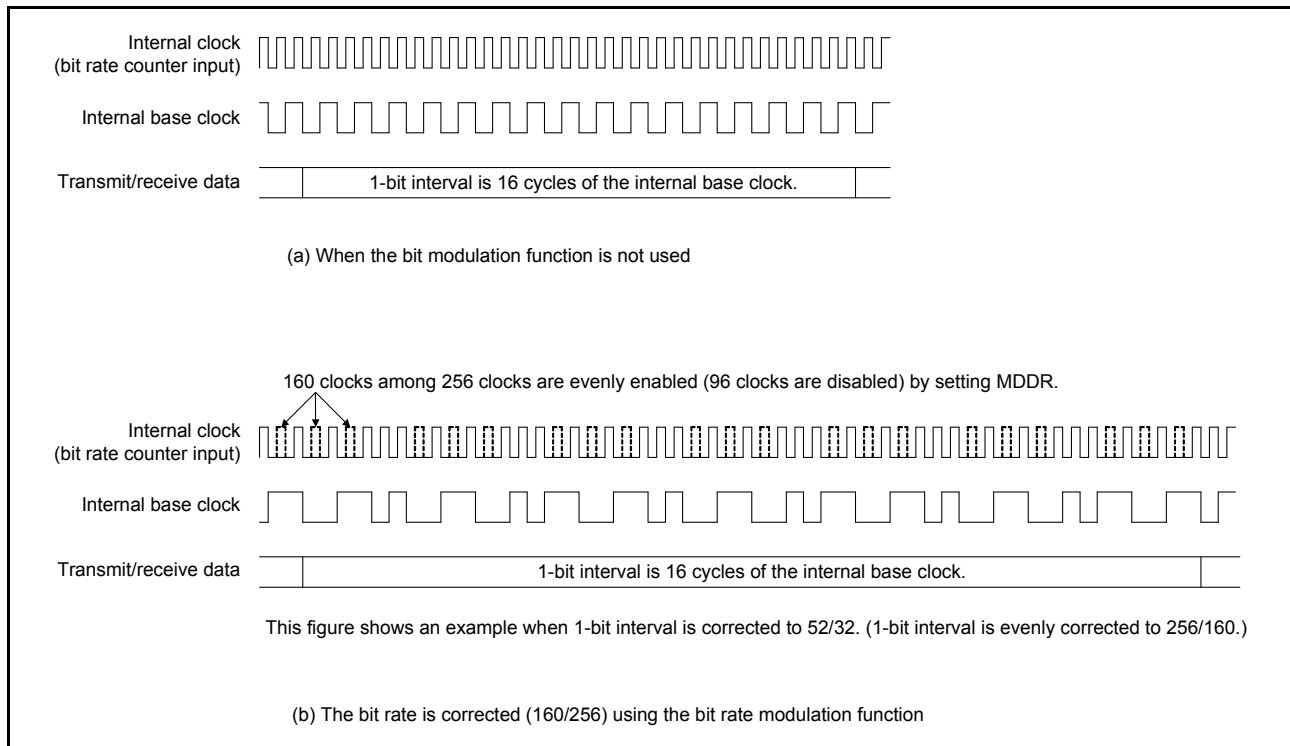 Internal clock
(bit rate counter input)
Internal base clock
Transmit/receive data
1-bit interval is 16 cycles of the internal base clock.
(a) When the bit modulation function is not used
160 clocks among 256 clocks are evenly enabled (96 clocks are disabled) by setting MDDR.
Internal clock
(bit rate counter input)
Internal base clock
Transmit/receive data
1-bit interval is 16 cycles of the internal base clock.
This figure shows an example when 1-bit interval is corrected to 52/32. (1-bit interval is evenly corrected to 256/160.)
(b) The bit rate is corrected (160/256) using the bit rate modulation function